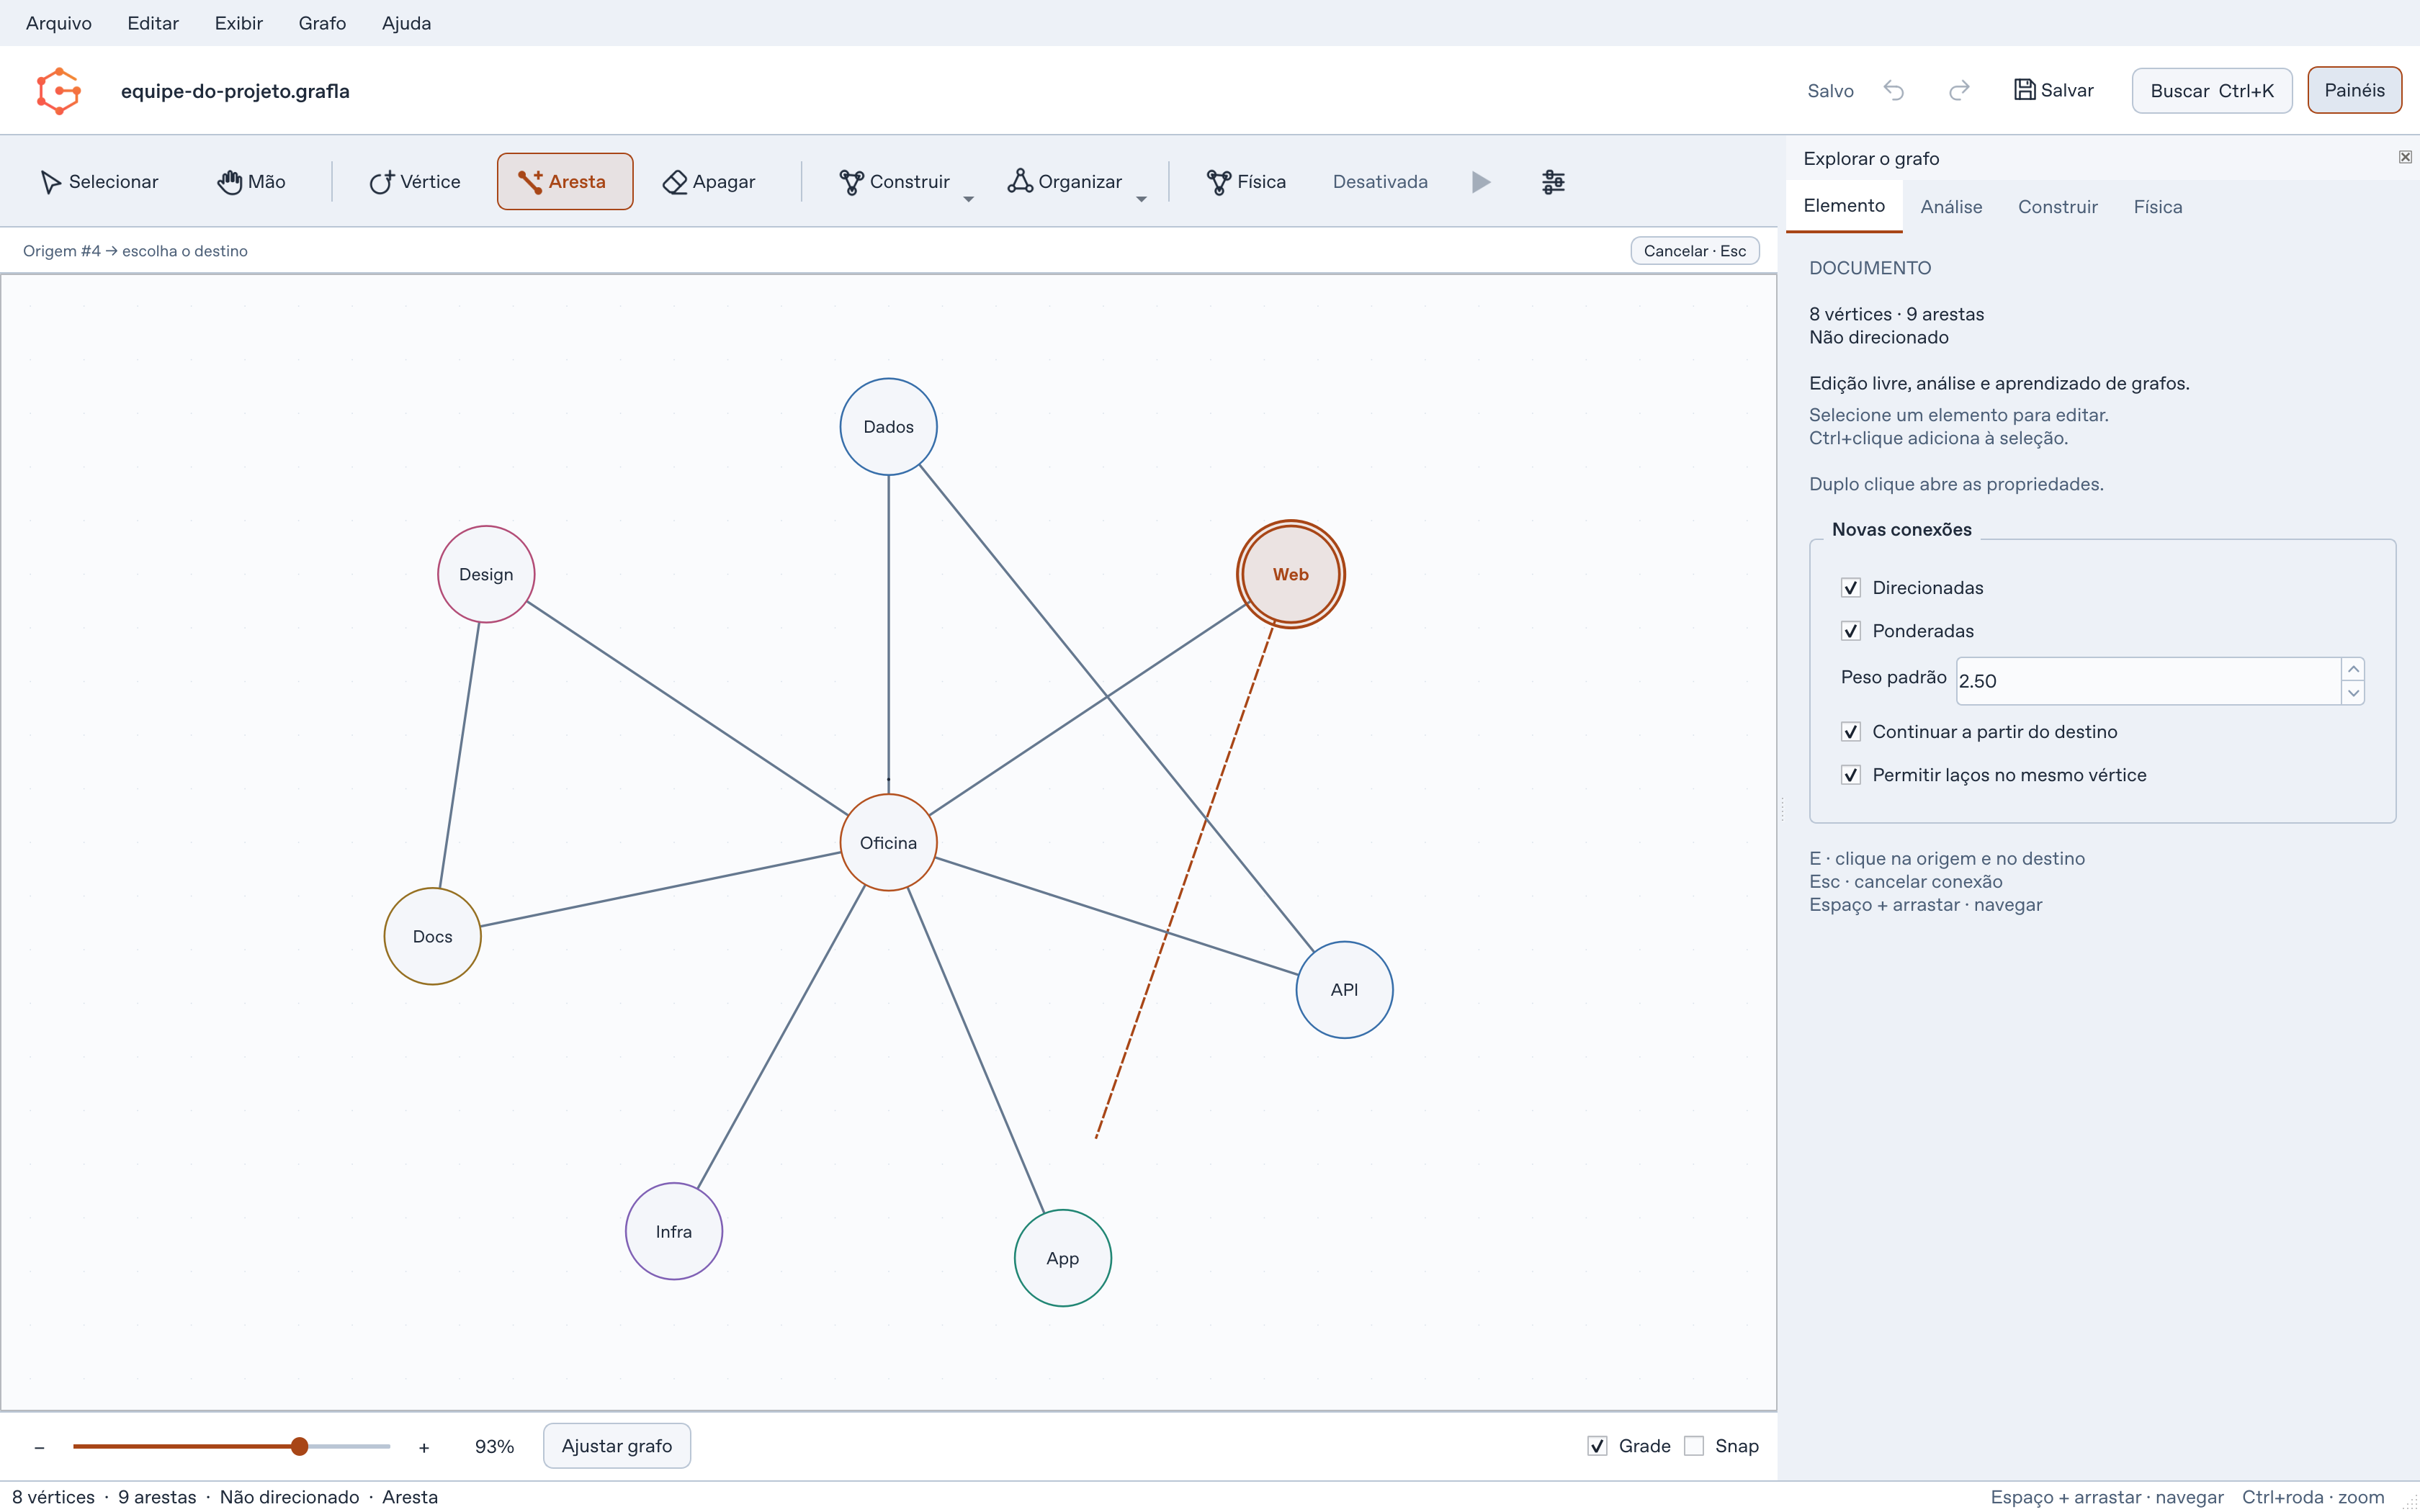 Arquivo Editar Exibir Grafo Ajuda
equipe-do-projeto.grafla
Salvo Salvar Buscar Ctrl+K Painéis
Selecionar Mão Vértice Aresta Apagar Construir Organizar Física Desativada
Origem #4 → escolha o destino
Cancelar · Esc
Dados
Design
Web
Oficina
Docs
API
Infra
App
– + 93% Ajustar grafo
Grade Snap
Explorar o grafo
Elemento Análise Construir Física
DOCUMENTO
8 vértices · 9 arestas
Não direcionado
Edição livre, análise e aprendizado de grafos.
Selecione um elemento para editar.
Ctrl+clique adiciona à seleção.
Duplo clique abre as propriedades.
Novas conexões
Direcionadas
Ponderadas
Peso padrão 2.50
Continuar a partir do destino
Permitir laços no mesmo vértice
E · clique na origem e no destino
Esc · cancelar conexão
Espaço + arrastar · navegar
8 vértices · 9 arestas · Não direcionado · Aresta
Espaço + arrastar · navegar Ctrl+roda · zoom